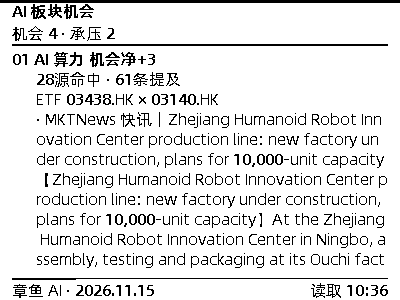 AI 板块机会
机会 4 · 承压 2
01 AI 算力 机会净+3
28源命中 · 61条提及
ETF 03438.HK × 03140.HK
· MKTNews 快讯｜Zhejiang Humanoid Robot Inn
ovation Center production line: new factory un
der construction, plans for 10,000-unit capacity
【Zhejiang Humanoid Robot Innovation Center p
roduction line: new factory under construction,
plans for 10,000-unit capacity】At the Zhejiang
Humanoid Robot Innovation Center in Ningbo, a
ssembly, testing and packaging at its Ouchi fact
章鱼 AI · 2026.11.15
读取 10:36